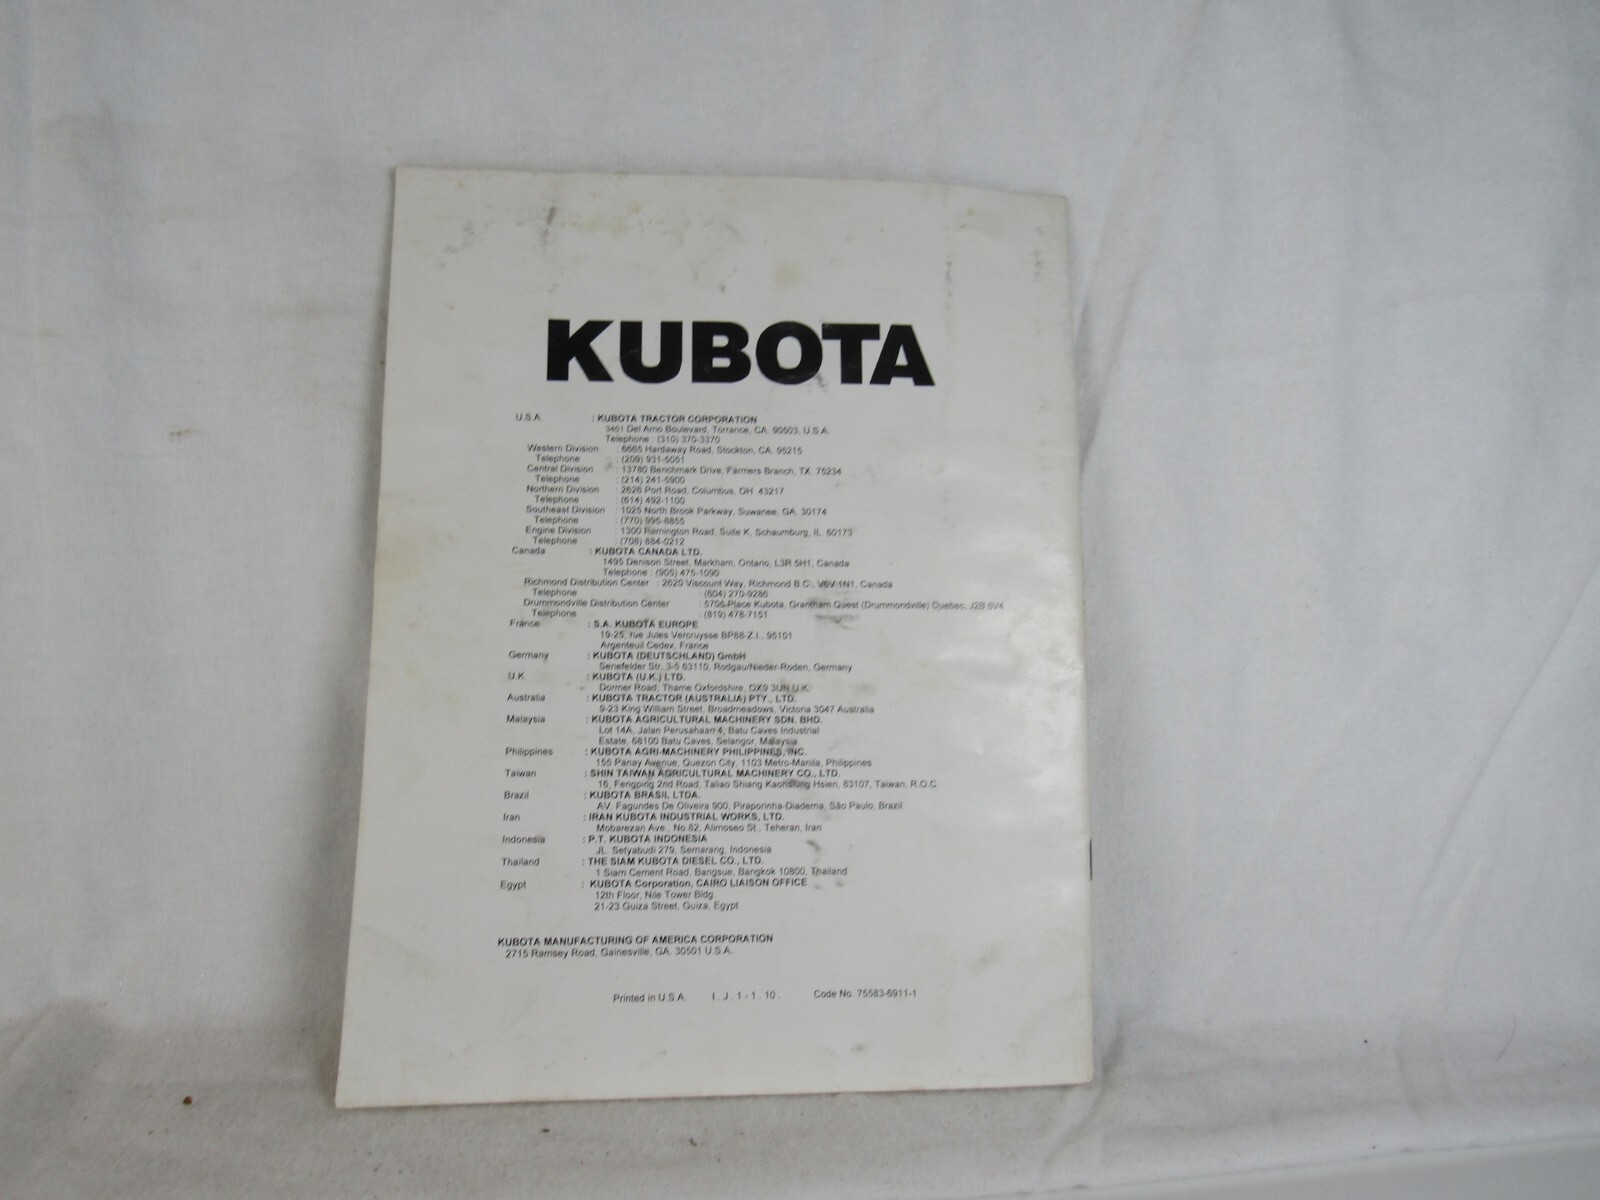 KUBOTA
U.S.A. : KUBOTA TRACTOR CORPORATION
3401 Del Amo Boulevard, Torrance, CA. 90503, U.S.A.
Telephone : (310) 370-3370
Western Division : 6665 Hardaway Road, Stockton, CA. 95215
Telephone : (209) 931-5051
Central Division : 13780 Benchmark Drive, Farmers Branch, TX. 75234
Telephone : (214) 241-5900
Northern Division : 2626 Port Road, Columbus, OH 43217
Telephone : (614) 492-1100
Southeast Division : 1025 North Brook Parkway, Suwanee, GA. 30174
Telephone : (770) 995-8855
Engine Division : 1300 Remington Road, Suite K, Schaumburg, IL. 60173
Telephone : (708) 884-0212
Canada : KUBOTA CANADA LTD.
1495 Denison Street, Markham, Ontario, L3R 5H1, Canada
Telephone : (905) 475-1090
Richmond Distribution Center : 2620 Viscount Way, Richmond B.C., V6V 1N1, Canada
Telephone : (604) 270-9286
Drummondville Distribution Center : 5705 Place Kubota, Grantham Quest (Drummondville) Quebec, J2B 6V4
Telephone : (819) 478-7151
France : S.A. KUBOTA EUROPE
19-25, rue Jules Vercruysse BP88-Z.I., 95101
Argenteuil Cedex, France
Germany : KUBOTA (DEUTSCHLAND) GmbH
Senefelder Str. 3-5 63110, Rodgau/Nieder-Roden, Germany
U.K. : KUBOTA (U.K.) LTD.
Dormer Road, Thame Oxfordshire, OX9 3UN U.K.
Australia : KUBOTA TRACTOR (AUSTRALIA) PTY., LTD.
9-23 King William Street, Broadmeadows, Victoria 3047 Australia
Malaysia : KUBOTA AGRICULTURAL MACHINERY SDN. BHD.
Lot 14A, Jalan Perusahaan 4, Batu Caves Industrial
Estate, 68100 Batu Caves, Selangor, Malaysia
Philippines : KUBOTA AGRI-MACHINERY PHILIPPINES, INC.
155 Panay Avenue, Quezon City, 1103 Metro-Manila, Philippines
Taiwan : SHIN TAIWAN AGRICULTURAL MACHINERY CO., LTD.
16, Fengping 2nd Road, Taliao Shiang Kaohsiung Hsien, 83107, Taiwan, R.O.C.
Brazil : KUBOTA BRASIL LTDA.
AV. Fagundes De Oliveira 900, Piraporinha-Diadema, São Paulo, Brazil
Iran : IRAN KUBOTA INDUSTRIAL WORKS, LTD.
Mobarezan Ave., No.82, Alimoseo St., Teheran, Iran
Indonesia : P.T. KUBOTA INDONESIA
JL. Setyabudi 279, Semarang, Indonesia
Thailand : THE SIAM KUBOTA DIESEL CO., LTD.
1 Siam Cement Road, Bangsue, Bangkok 10800, Thailand
Egypt : KUBOTA Corporation, CAIRO LIAISON OFFICE
12th Floor, Nile Tower Bldg.
21-23 Guiza Street, Guiza, Egypt
KUBOTA MANUFACTURING OF AMERICA CORPORATION
2715 Ramsey Road, Gainesville, GA. 30501 U.S.A.
Printed in U.S.A. I . J . 1 - 1 . 10 . Code No. 75583-6911-1